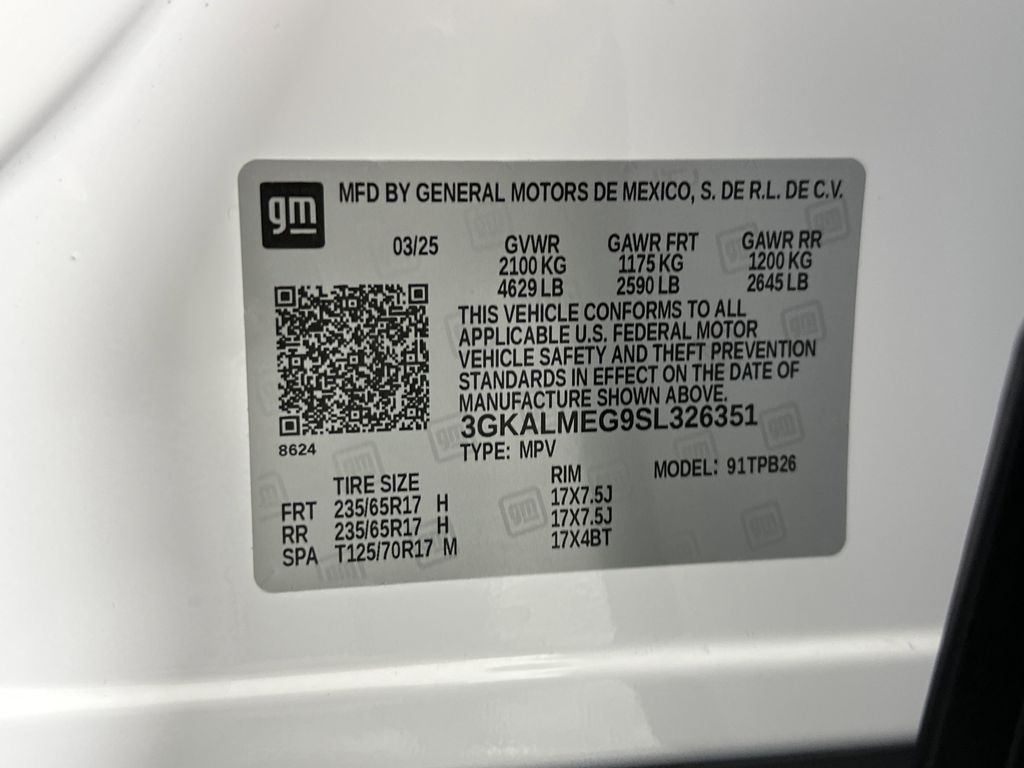 gm
MFD BY GENERAL MOTORS DE MEXICO, S. DE R.L. DE C.V.
03/25 GVWR GAWR FRT GAWR RR
2100 KG 1175 KG 1200 KG
4629 LB 2590 LB 2645 LB
THIS VEHICLE CONFORMS TO ALL
APPLICABLE U.S. FEDERAL MOTOR
VEHICLE SAFETY AND THEFT PREVENTION
STANDARDS IN EFFECT ON THE DATE OF
MANUFACTURE SHOWN ABOVE.
3GKALMEG9SL326351
8624
TYPE: MPV MODEL: 91TPB26
TIRE SIZE RIM
FRT 235/65R17 H 17X7.5J
RR 235/65R17 H 17X7.5J
SPA T125/70R17 M 17X4BT